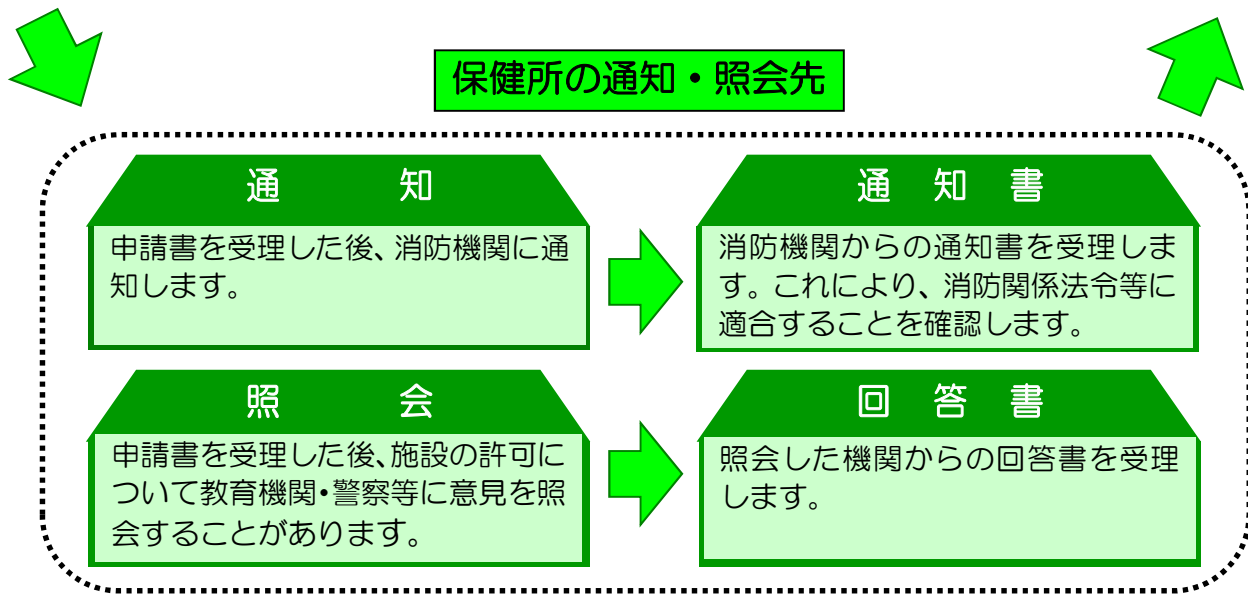 保健所の通知・照会先
通知
申請書を受理した後、消防機関に通
知します。
通知書
消防機関からの通知書を受理しま
す。これにより、消防関係法令等に
適合することを確認します。
照会
申請書を受理した後、施設の許可に
ついて教育機関・警察等に意見を照
会することがあります。
回答書
照会した機関からの回答書を受理
します。